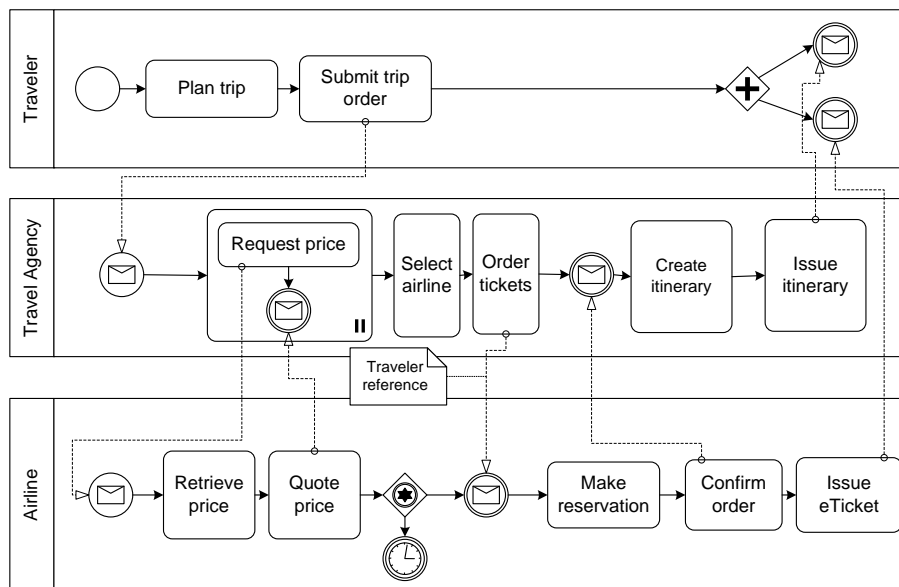 Traveler
Plan trip
Submit trip
order
Travel Agency
Request price
Select
airline
Order
tickets
Create
itinerary
Issue
itinerary
Traveler
reference
Airline
Retrieve
price
Quote
price
Make
reservation
Confirm
order
Issue
eTicket